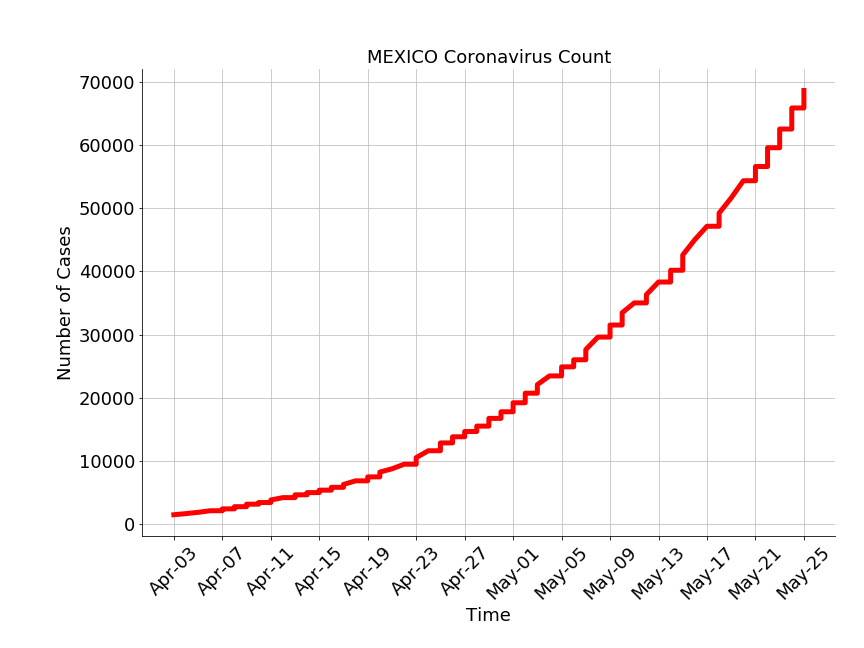 MEXICO Coronavirus Count
70000
60000
50000
40000
30000
20000
10000
0
Number of Cases
Apr-03
Apr-07
Apr-11
Apr-15
Apr-19
Apr-23
Apr-27
May-01
May-05
May-09
May-13
May-17
May-21
May-25
Time